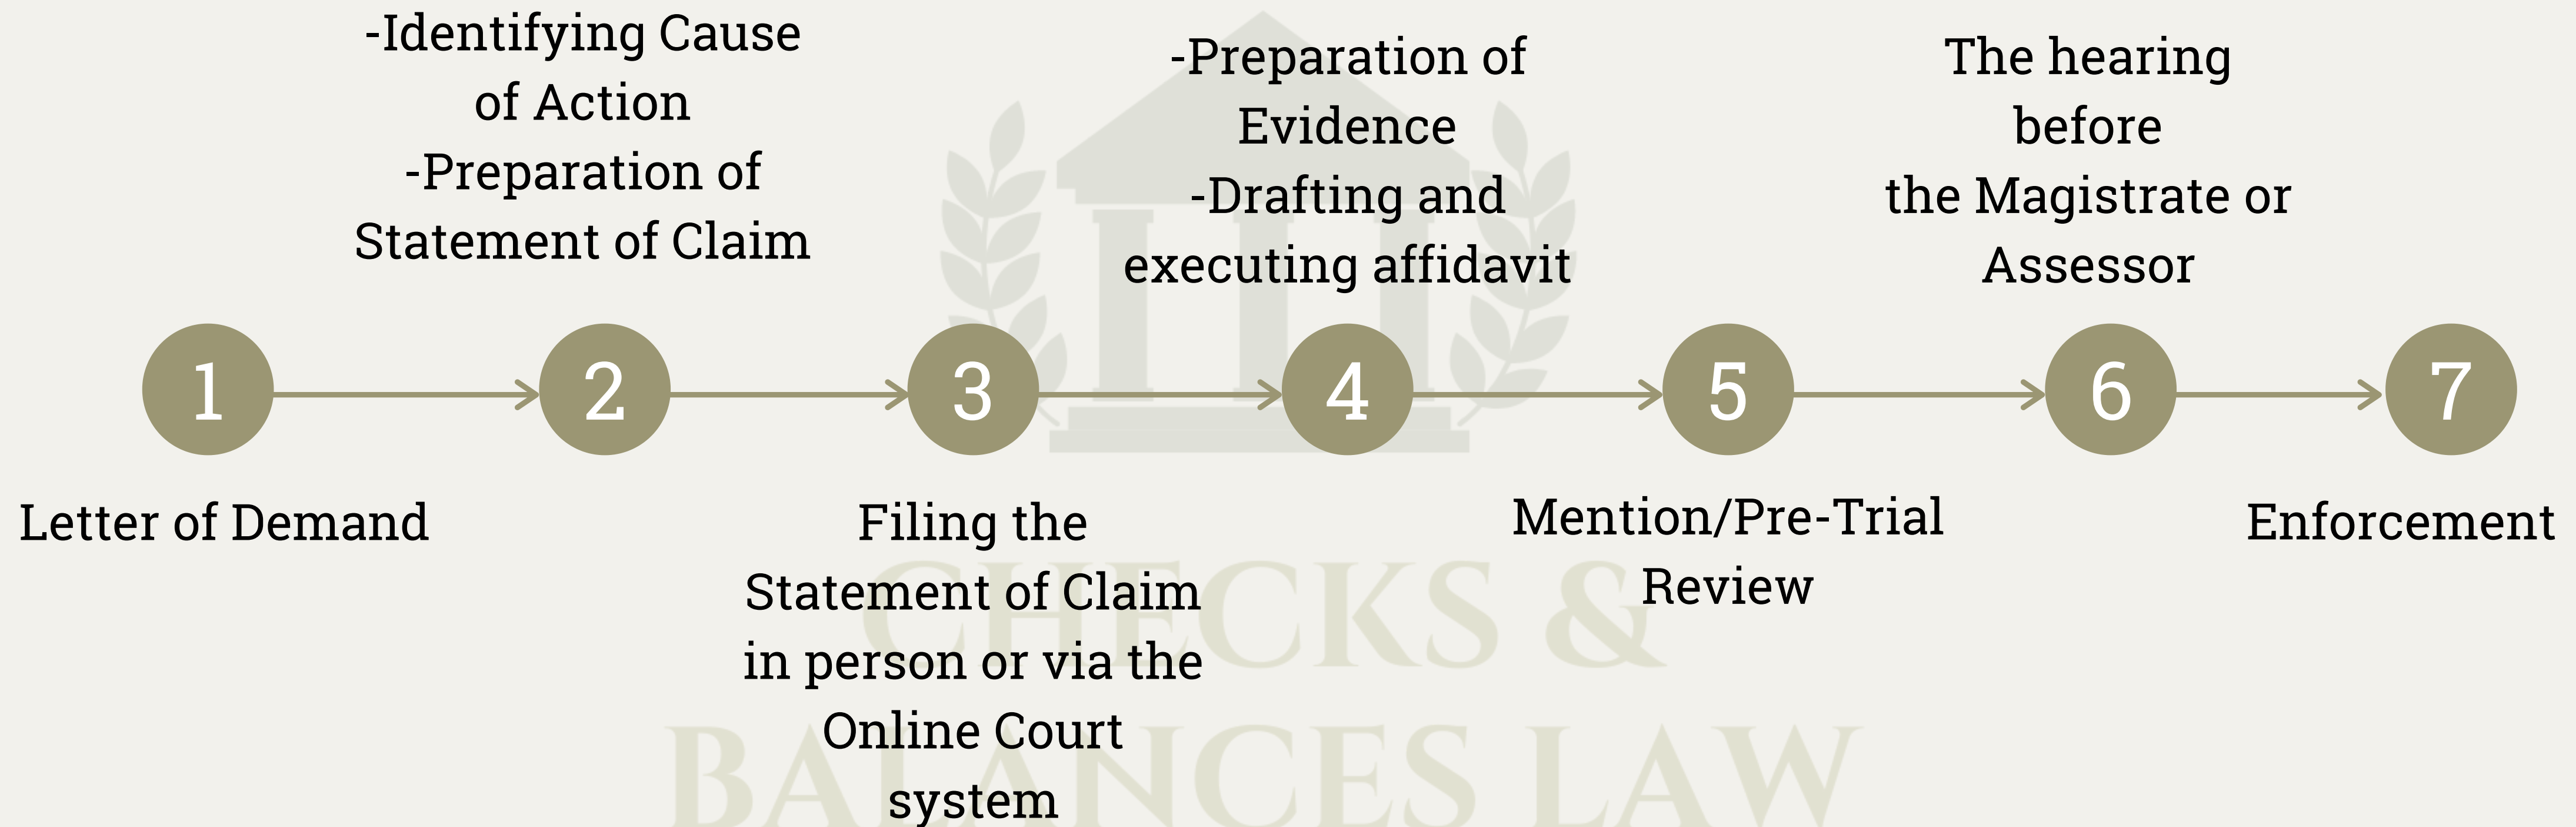 1
Letter of Demand
-Identifying Cause
of Action
-Preparation of
Statement of Claim
2
3
Filing the
Statement of Claim
in person or via the
Online Court
system
-Preparation of
Evidence
-Drafting and
executing affidavit
4
5
Mention/Pre-Trial
Review
The hearing
before
the Magistrate or
Assessor
6
7
Enforcement
CHECKS &
BALANCES LAW